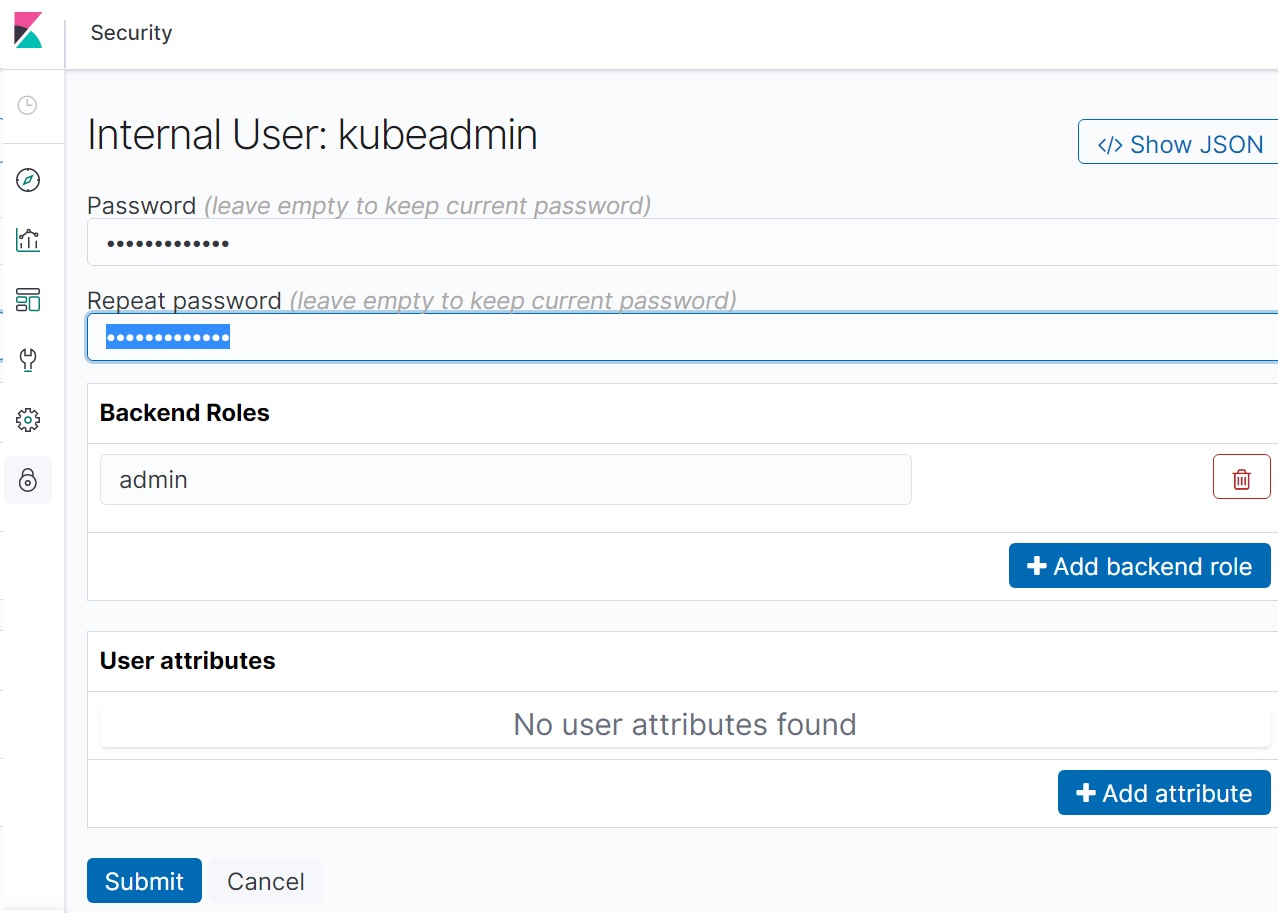 Security
Internal User: kubeadmin
</> Show JSON
Password (leave empty to keep current password)
•••••••••••••
Repeat password (leave empty to keep current password)
•••••••••••••
Backend Roles
admin
+ Add backend role
User attributes
No user attributes found
+ Add attribute
Submit Cancel